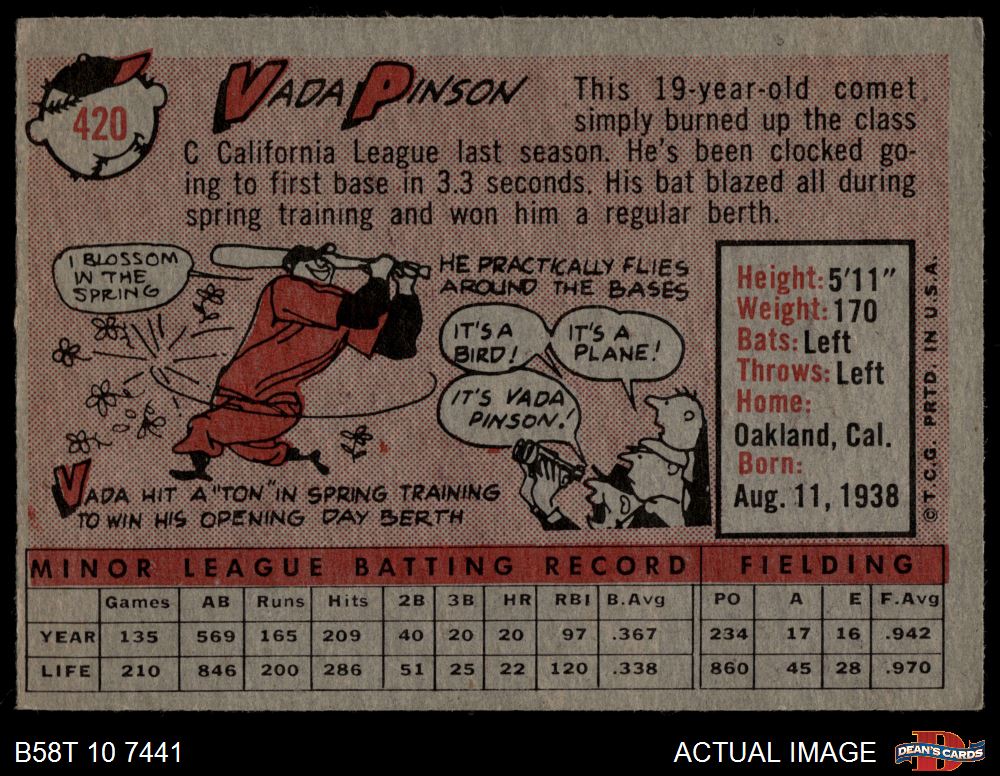 420
VADA PINSON
This 19-year-old comet
simply burned up the class
C California League last season. He's been clocked go-
ing to first base in 3.3 seconds. His bat blazed all during
spring training and won him a regular berth.
I BLOSSOM
IN THE
SPRING
HE PRACTICALLY FLIES
AROUND THE BASES
IT'S A
BIRD!
IT'S A
PLANE!
IT'S VADA
PINSON!
VADA HIT A "TON" IN SPRING TRAINING
TO WIN HIS OPENING DAY BERTH
Height: 5'11"
Weight: 170
Bats: Left
Throws: Left
Home:
Oakland, Cal.
Born:
Aug. 11, 1938
© T.C.G. PRTD. IN U.S.A.
MINOR LEAGUE BATTING RECORD FIELDING
Games AB Runs Hits 2B 3B HR RBI B.Avg PO A E F.Avg
YEAR 135 569 165 209 40 20 20 97 .367 234 17 16 .942
LIFE 210 846 200 286 51 25 22 120 .338 860 45 28 .970
B58T 10 7441 ACTUAL IMAGE DEAN'S CARDS